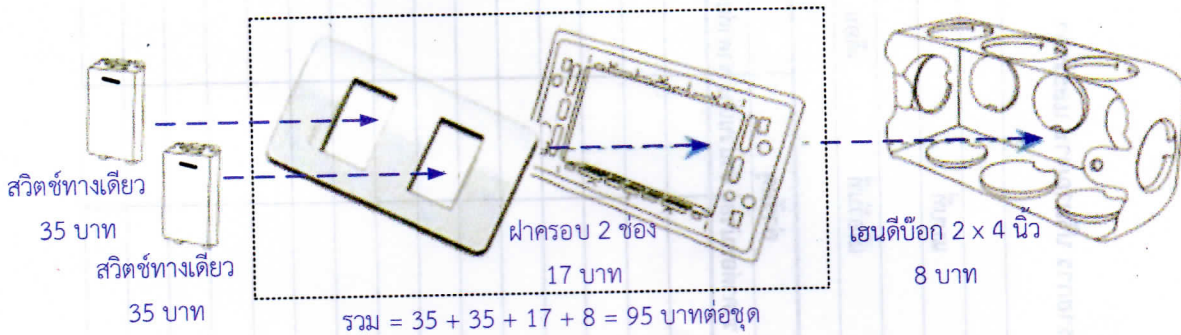 สวิตช์ทางเดียว
35 บาท
สวิตช์ทางเดียว
35 บาท
ฝาครอบ 2 ช่อง
17 บาท
เฮนดีบ๊อก 2 x 4 นิ้ว
8 บาท
รวม = 35 + 35 + 17 + 8 = 95 บาทต่อชุด